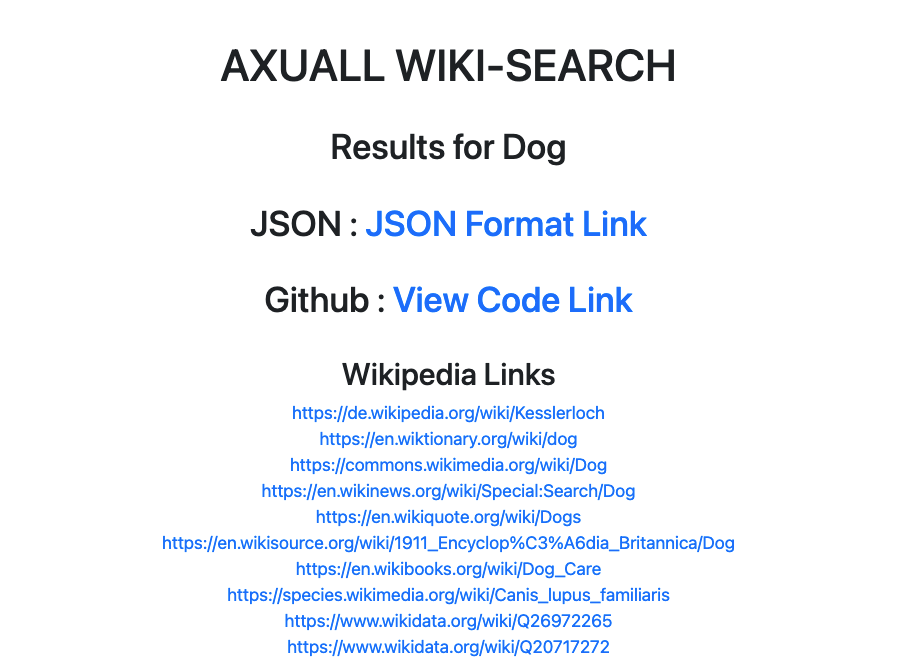 AXUALL WIKI-SEARCH
Results for Dog
JSON : JSON Format Link
Github : View Code Link
Wikipedia Links
https://de.wikipedia.org/wiki/Kesslerloch
https://en.wiktionary.org/wiki/dog
https://commons.wikimedia.org/wiki/Dog
https://en.wikinews.org/wiki/Special:Search/Dog
https://en.wikiquote.org/wiki/Dogs
https://en.wikisource.org/wiki/1911_Encyclop%C3%A6dia_Britannica/Dog
https://en.wikibooks.org/wiki/Dog_Care
https://species.wikimedia.org/wiki/Canis_lupus_familiaris
https://www.wikidata.org/wiki/Q26972265
https://www.wikidata.org/wiki/Q20717272